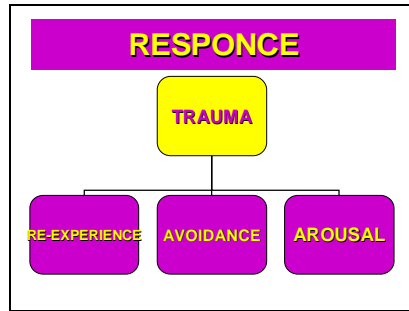 RESPONCE
TRAUMA
RE-EXPERIENCE
AVOIDANCE
AROUSAL